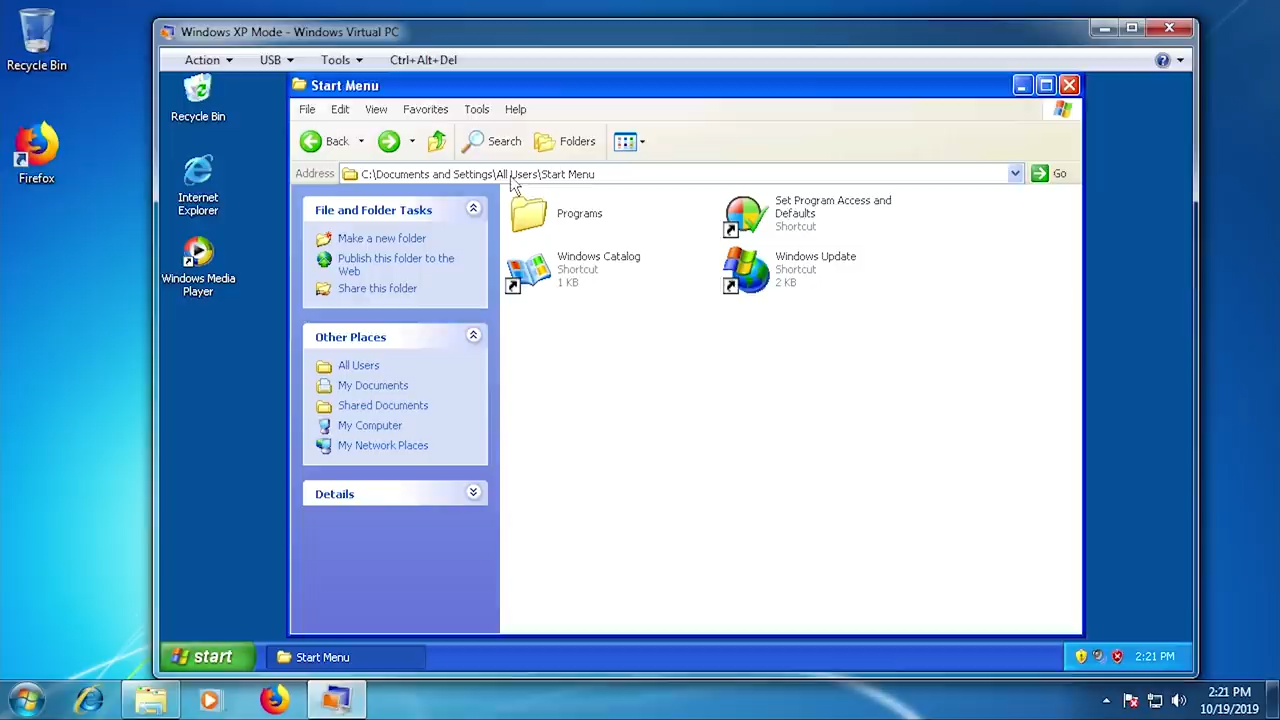 Recycle Bin
Firefox
Windows XP Mode - Windows Virtual PC
Action
USB
Tools
Ctrl+Alt+Del
Recycle Bin
Internet
Explorer
Windows Media
Player
Start Menu
File
Edit
View
Favorites
Tools
Help
Back
Search
Folders
Address
C:\Documents and Settings\All Users\Start Menu
Go
File and Folder Tasks
Make a new folder
Publish this folder to the
Web
Share this folder
Other Places
All Users
My Documents
Shared Documents
My Computer
My Network Places
Details
Programs
Set Program Access and
Defaults
Shortcut
Windows Catalog
Shortcut
1 KB
Windows Update
Shortcut
2 KB
start
Start Menu
2:21 PM
2:21 PM
10/19/2019